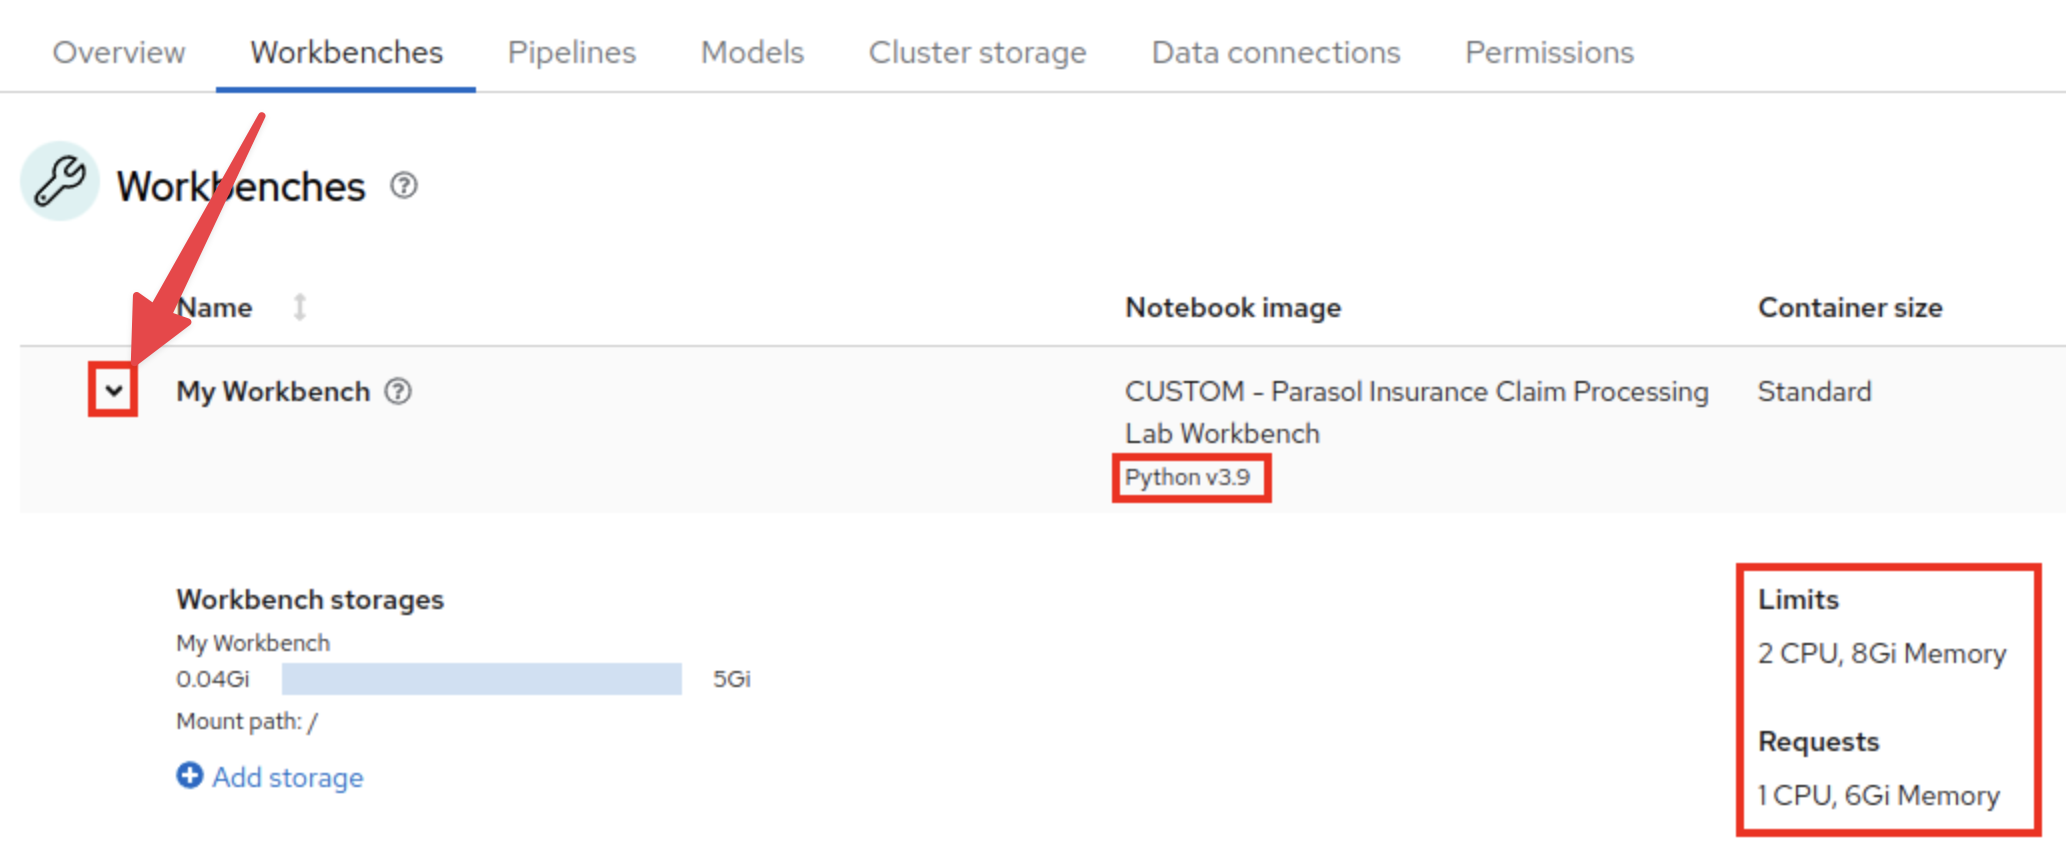 Overview Workbenches Pipelines Models Cluster storage Data connections Permissions
Workbenches
Name Notebook image Container size
My Workbench CUSTOM - Parasol Insurance Claim Processing Standard
Lab Workbench
Python v3.9
Workbench storages
My Workbench
0.04Gi 5Gi
Mount path: /
Add storage
Limits
2 CPU, 8Gi Memory
Requests
1 CPU, 6Gi Memory